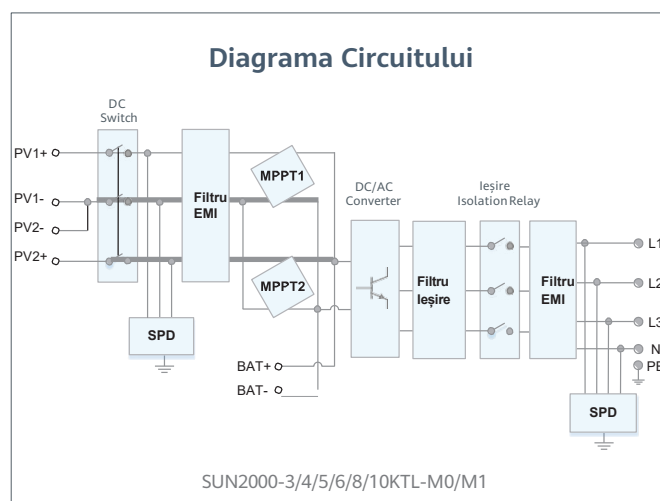 Diagrama Circuitului
DC
Switch
PV1+
PV1-
PV2-
PV2+
Filtru
EMI
MPPT1
MPPT2
SPD
BAT+
BAT-
DC/AC
Converter
Filtru
Ieșire
Ieșire
Isolation Relay
Filtru
EMI
L1
L2
L3
N
PE
SPD
SUN2000-3/4/5/6/8/10KTL-M0/M1